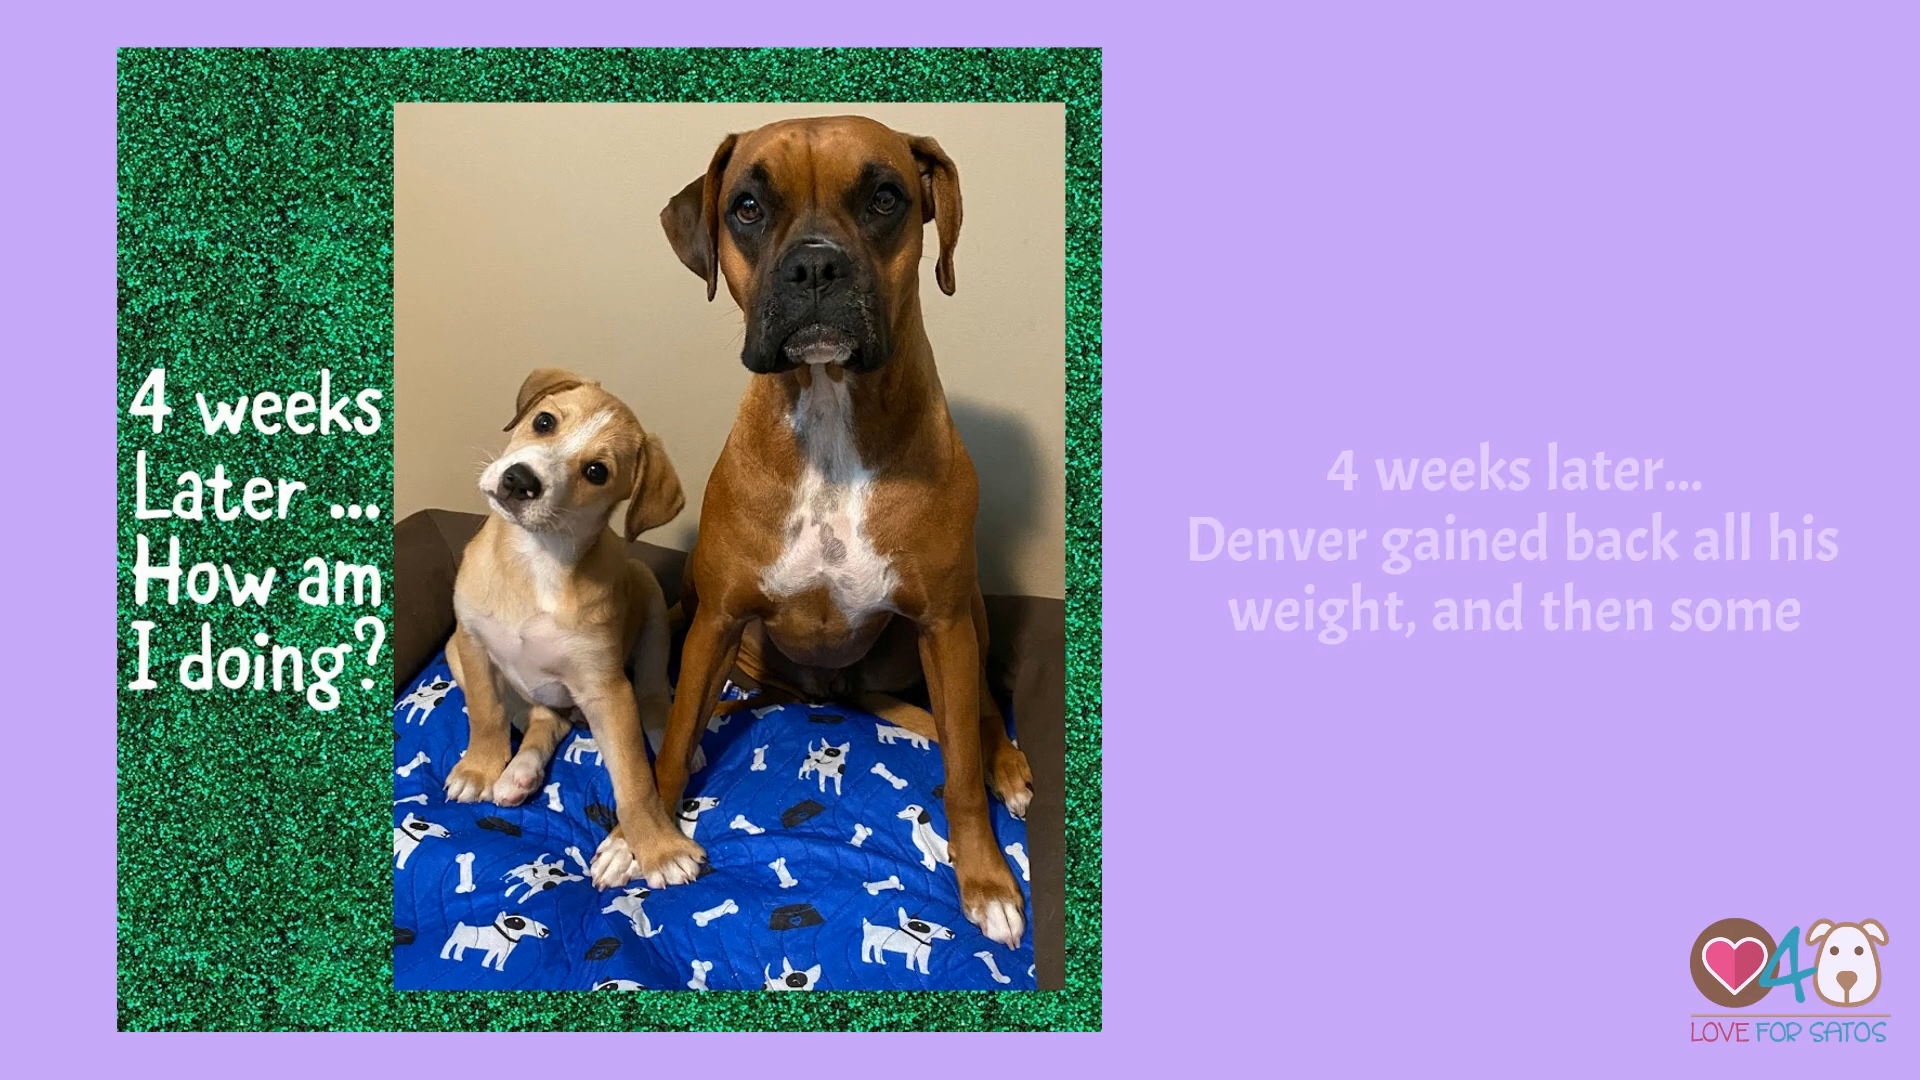 4 weeks
Later ...
How am
I doing?
4 weeks later...
Denver gained back all his
weight, and then some
4
LOVE FOR SATOS